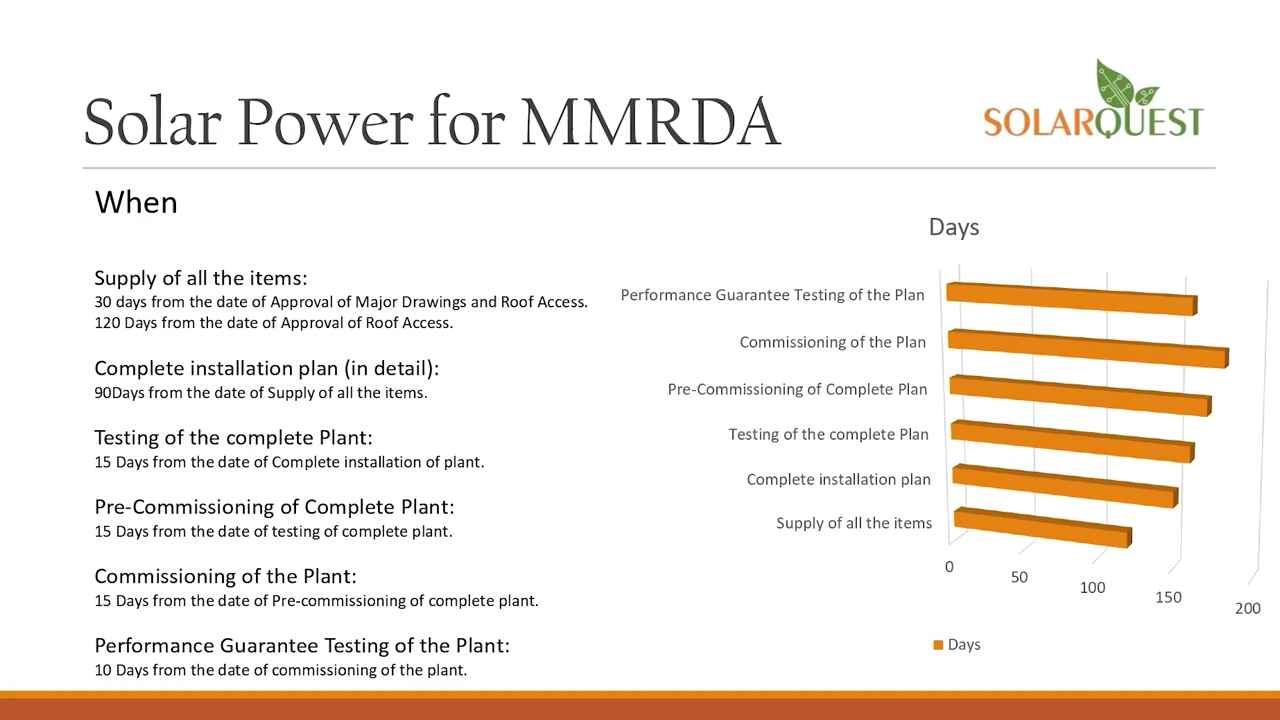 Solar Power for MMRDA
SOLARQUEST
When
Supply of all the items:
30 days from the date of Approval of Major Drawings and Roof Access.
120 Days from the date of Approval of Roof Access.
Complete installation plan (in detail):
90Days from the date of Supply of all the items.
Testing of the complete Plant:
15 Days from the date of Complete installation of plant.
Pre-Commissioning of Complete Plant:
15 Days from the date of testing of complete plant.
Commissioning of the Plant:
15 Days from the date of Pre-commissioning of complete plant.
Performance Guarantee Testing of the Plant:
10 Days from the date of commissioning of the plant.
Days
Performance Guarantee Testing of the Plan
Commissioning of the Plan
Pre-Commissioning of Complete Plan
Testing of the complete Plan
Complete installation plan
Supply of all the items
0
50
100
150
200
Days